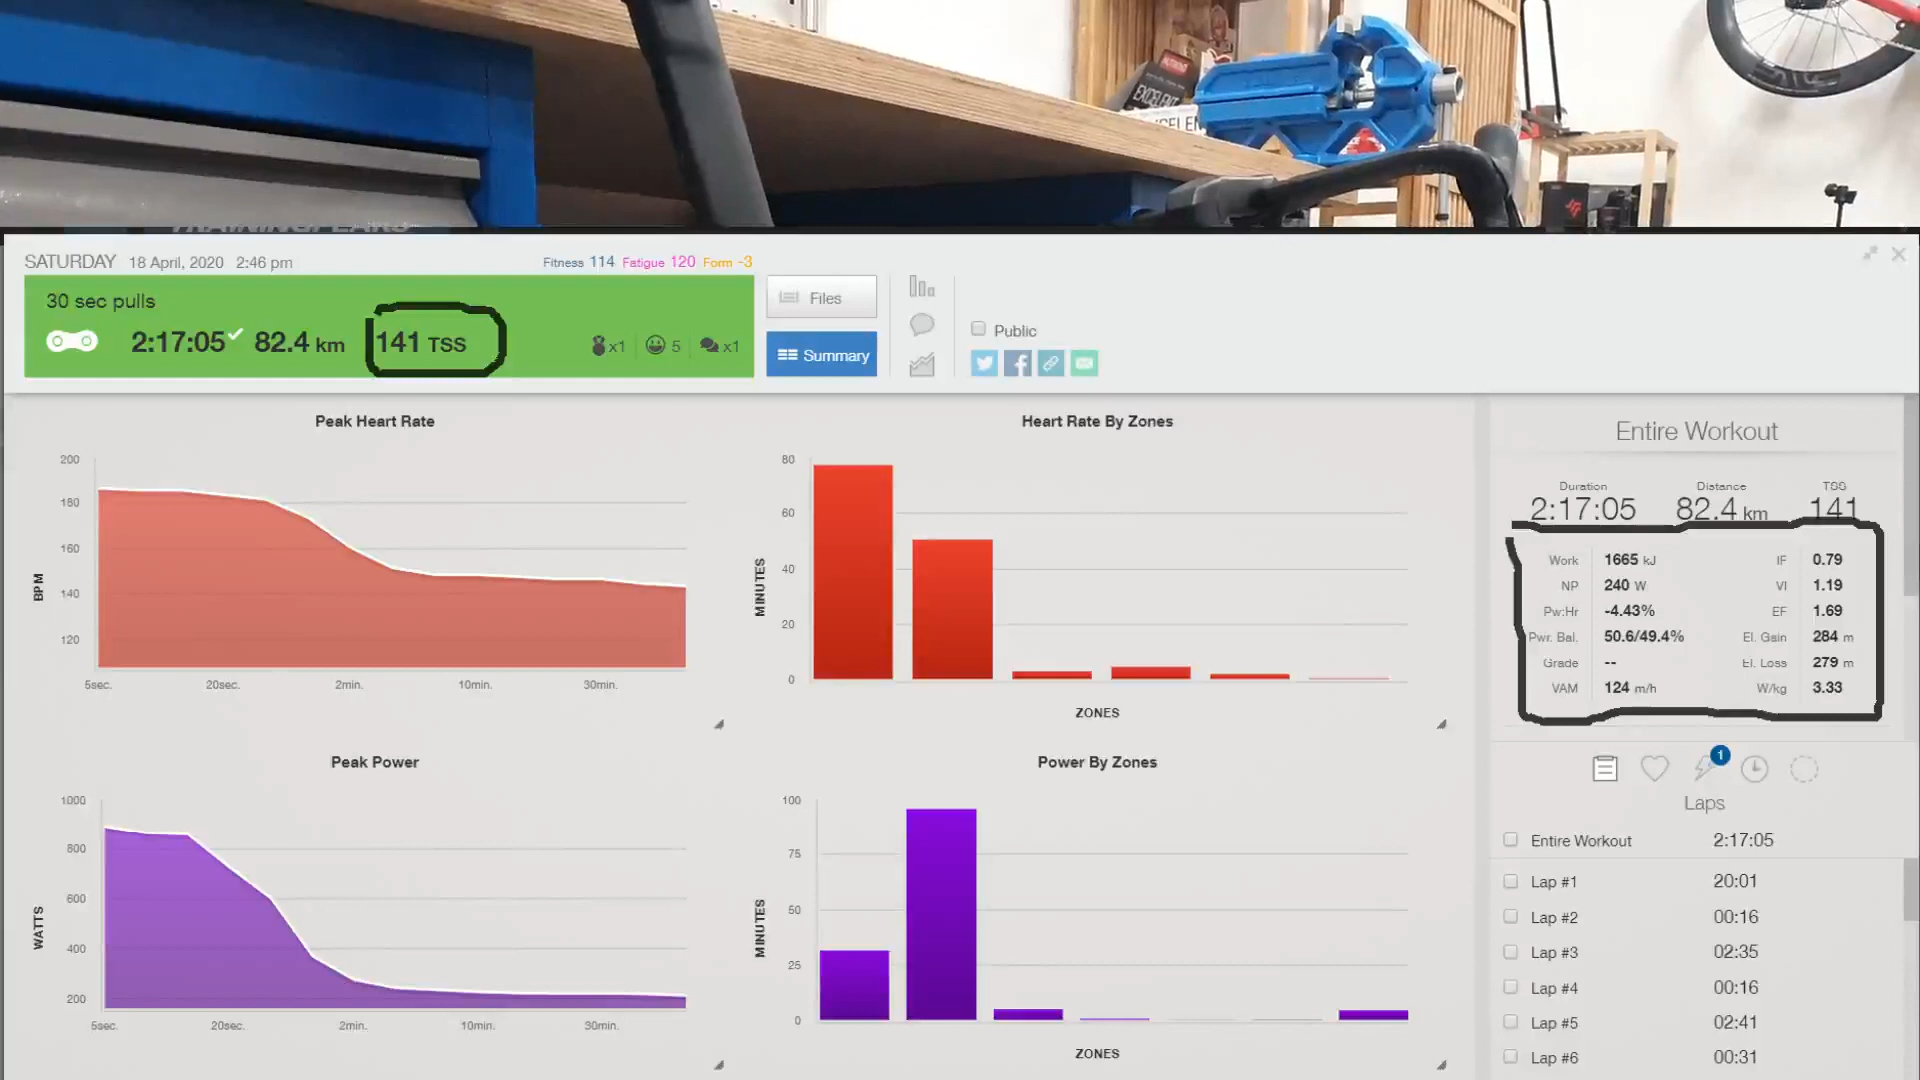 EXCELENT
TRAININGPEAKS
SATURDAY 18 April, 2020 2:46 pm
Fitness 114 Fatigue 120 Form -3
30 sec pulls
2:17:05 82.4 km 141 TSS
x1 5 x1
Files
Summary
Public
Peak Heart Rate
200
180
160
140
120
BPM
5sec. 20sec. 2min. 10min. 30min.
Heart Rate By Zones
80
60
40
20
0
MINUTES
ZONES
Peak Power
1000
800
600
400
200
WATTS
5sec. 20sec. 2min. 10min. 30min.
Power By Zones
100
75
50
25
0
MINUTES
ZONES
Entire Workout
Duration Distance TSS
2:17:05 82.4 km 141
Work 1665 kJ IF 0.79
NP 240 W VI 1.19
Pw:Hr -4.43% EF 1.69
Pwr. Bal. 50.6/49.4% El. Gain 284 m
Grade -- El. Loss 279 m
VAM 124 m/h W/kg 3.33
1
Laps
Entire Workout 2:17:05
Lap #1 20:01
Lap #2 00:16
Lap #3 02:35
Lap #4 00:16
Lap #5 02:41
Lap #6 00:31